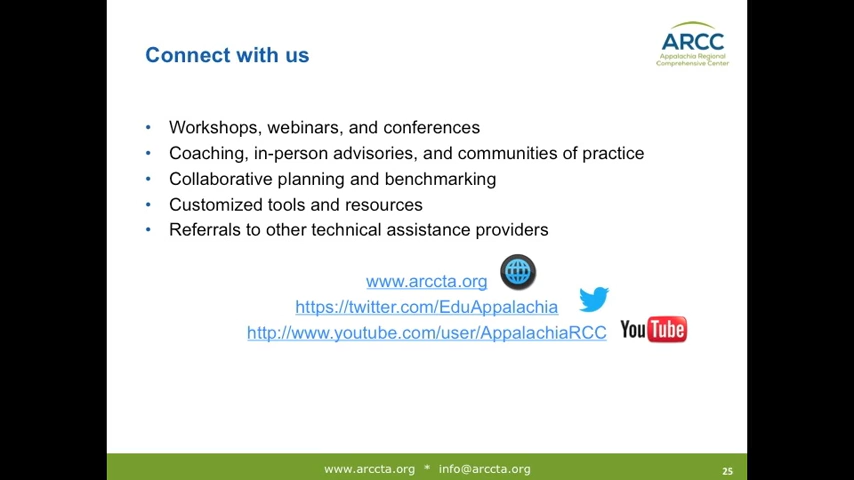 Connect with us
ARCC
Appalachia Regional
Comprehensive Center
• Workshops, webinars, and conferences
• Coaching, in-person advisories, and communities of practice
• Collaborative planning and benchmarking
• Customized tools and resources
• Referrals to other technical assistance providers
www.arccta.org
https://twitter.com/EduAppalachia
http://www.youtube.com/user/AppalachiaRCC
YouTube
www.arccta.org * info@arccta.org
25